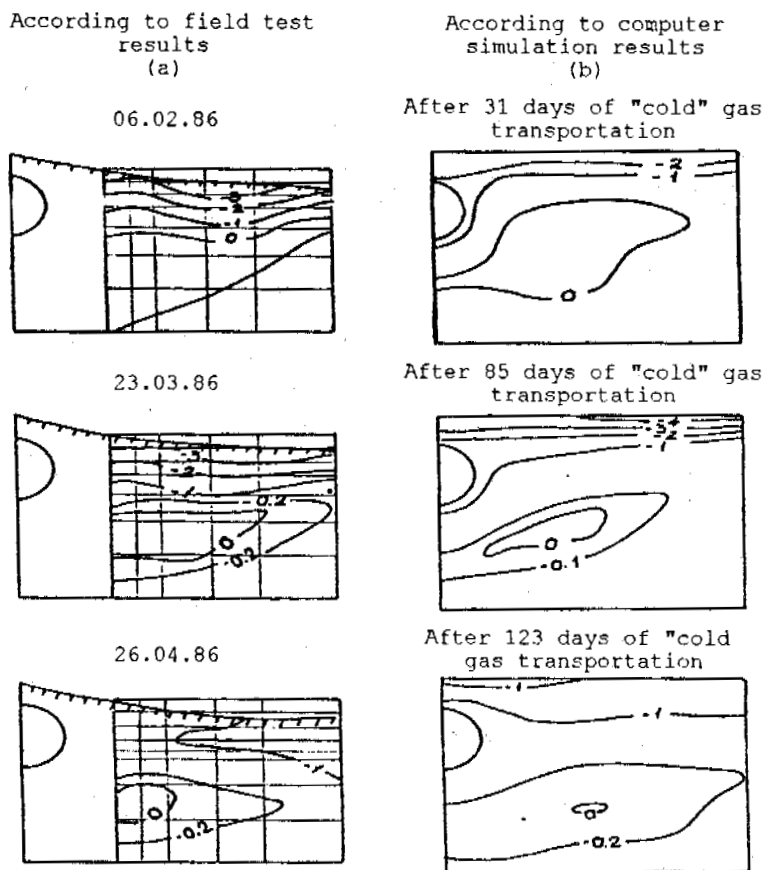 According to field test
results
(a)
According to computer
simulation results
(b)
06.02.86
After 31 days of "cold" gas
transportation
-2
-1
0
-2
-1
0
23.03.86
After 85 days of "cold" gas
transportation
-3
-2
-1
-0.2
0
-0.2
-2
-1
0
-0.1
26.04.86
After 123 days of "cold
gas transportation
-1
0
-0.2
-1
-1
0
-0.2